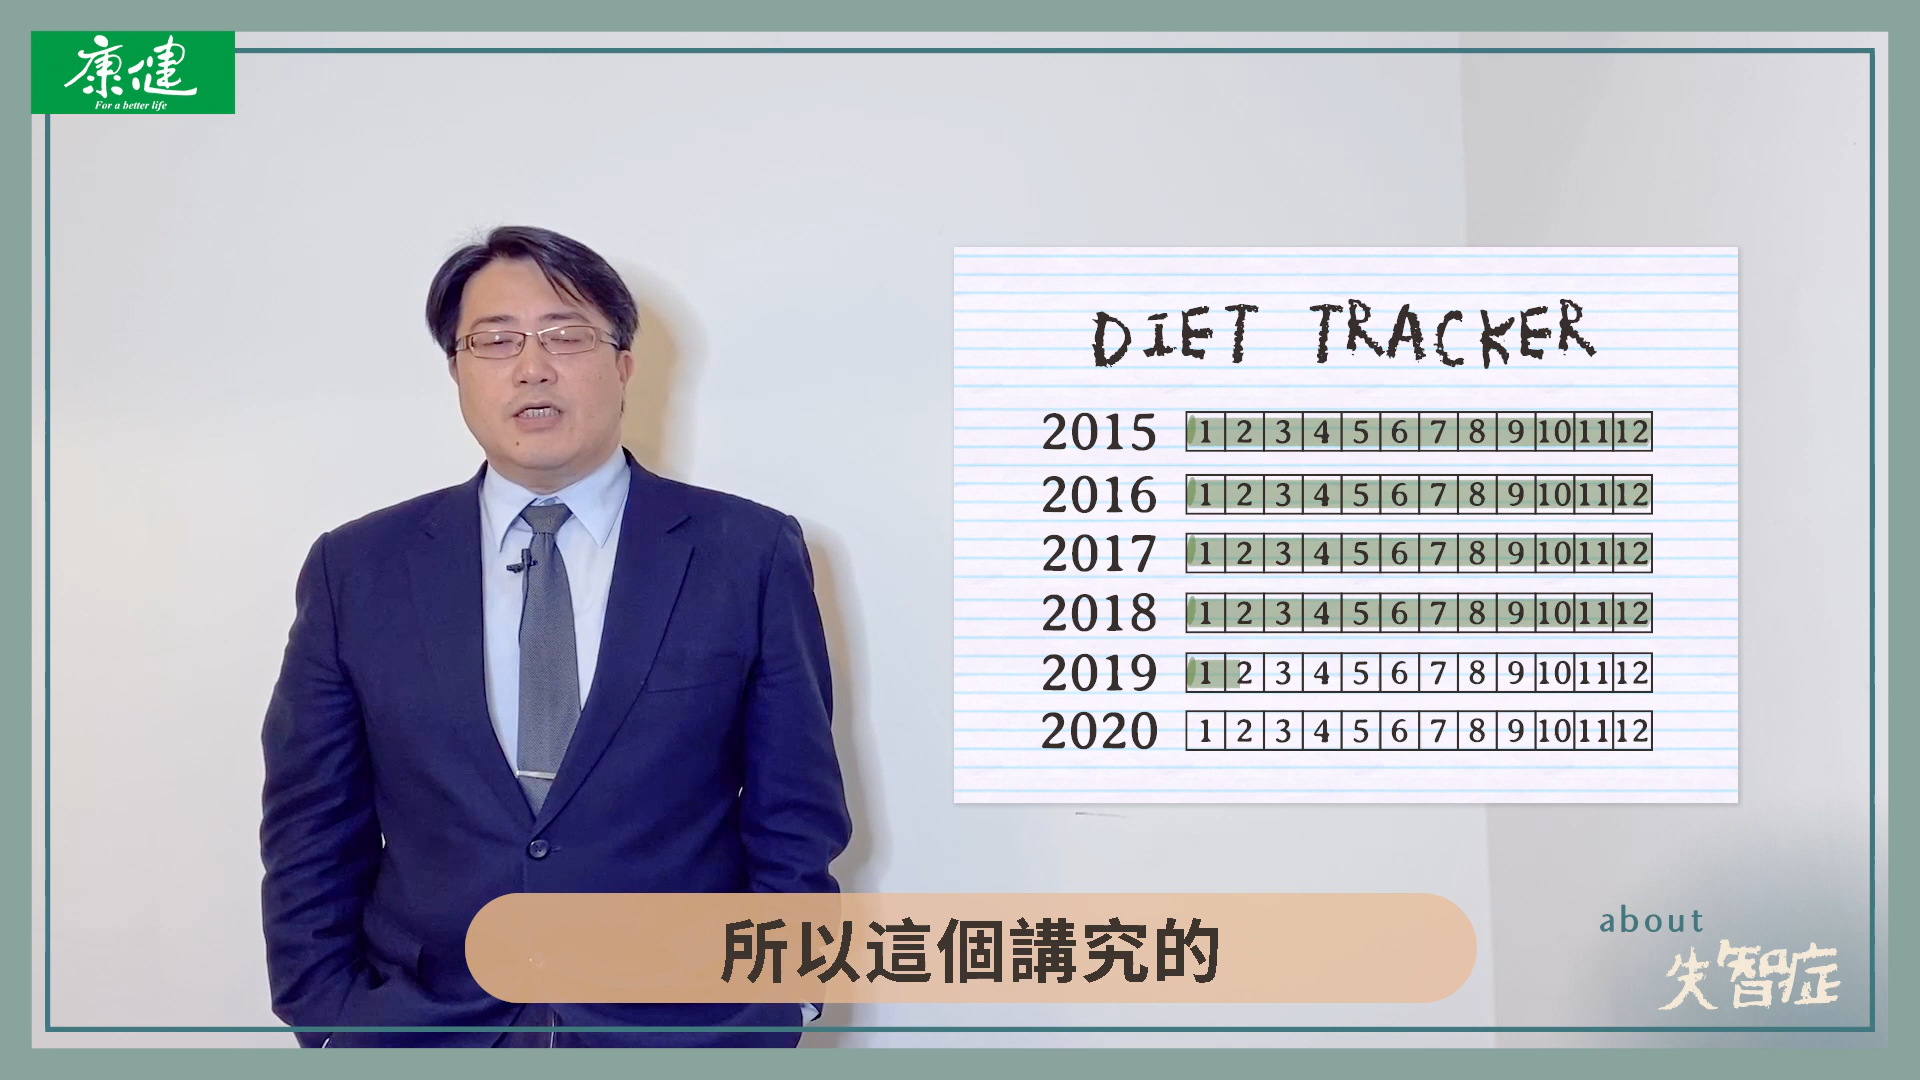 康健
For a better life
DIET TRACKER
2015 1 2 3 4 5 6 7 8 9 10 11 12
2016 1 2 3 4 5 6 7 8 9 10 11 12
2017 1 2 3 4 5 6 7 8 9 10 11 12
2018 1 2 3 4 5 6 7 8 9 10 11 12
2019 1 2 3 4 5 6 7 8 9 10 11 12
2020 1 2 3 4 5 6 7 8 9 10 11 12
所以這個講究的
about
失智症